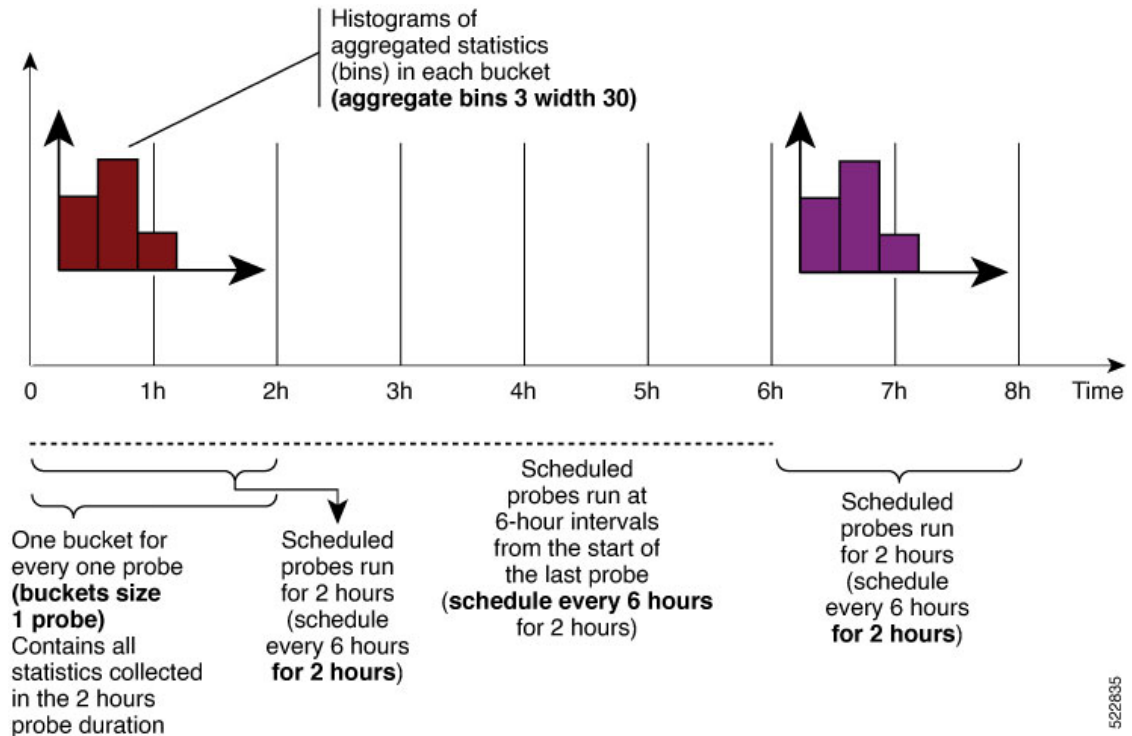 Histograms of
aggregated statistics
(bins) in each bucket
(aggregate bins 3 width 30)
0
1h
2h
3h
4h
5h
6h
7h
8h
Time
One bucket for
every one probe
(buckets size
1 probe)
Contains all
statistics collected
in the 2 hours
probe duration
Scheduled
probes run
for 2 hours
(schedule
every 6 hours
for 2 hours)
Scheduled
probes run at
6-hour intervals
from the start of
the last probe
(schedule every 6 hours
for 2 hours)
Scheduled
probes run
for 2 hours
(schedule
every 6 hours
for 2 hours)
522835